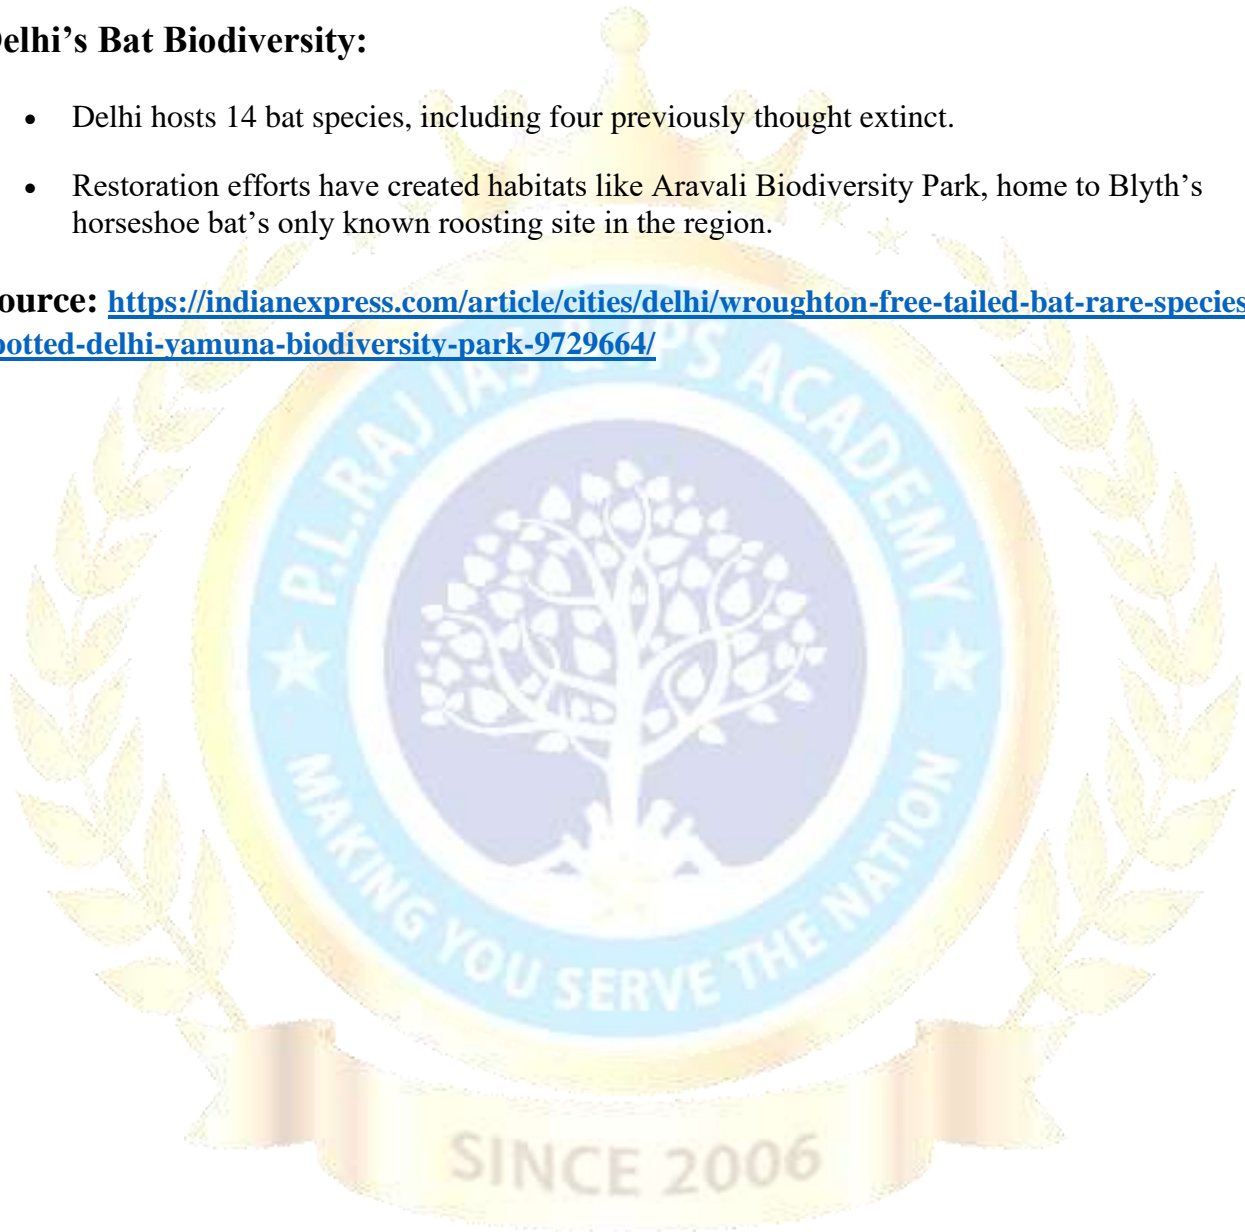 elhi’s Bat Biodiversity:
• Delhi hosts 14 bat species, including four previously thought extinct.
• Restoration efforts have created habitats like Aravali Biodiversity Park, home to Blyth’s
horseshoe bat’s only known roosting site in the region.
ource: https://indianexpress.com/article/cities/delhi/wroughton-free-tailed-bat-rare-species
potted-delhi-yamuna-biodiversity-park-9729664/
P.L.RAJ IAS & IPS ACADEMY
MAKING YOU SERVE THE NATION
SINCE 2006